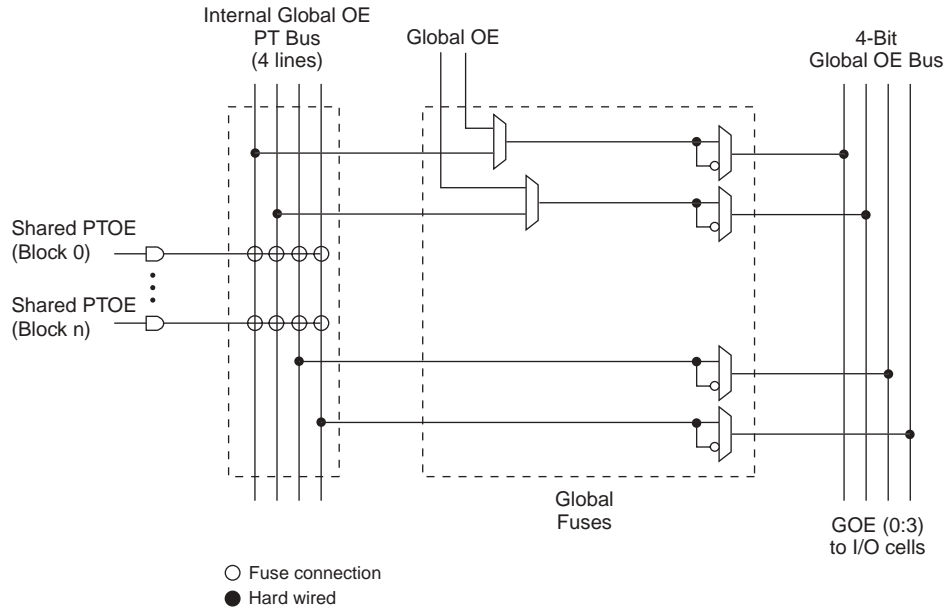 Internal Global OE
PT Bus
(4 lines)
Global OE
4-Bit
Global OE Bus
Shared PTOE
(Block 0)
Shared PTOE
(Block n)
Global
Fuses
GOE (0:3)
to I/O cells
Fuse connection
Hard wired